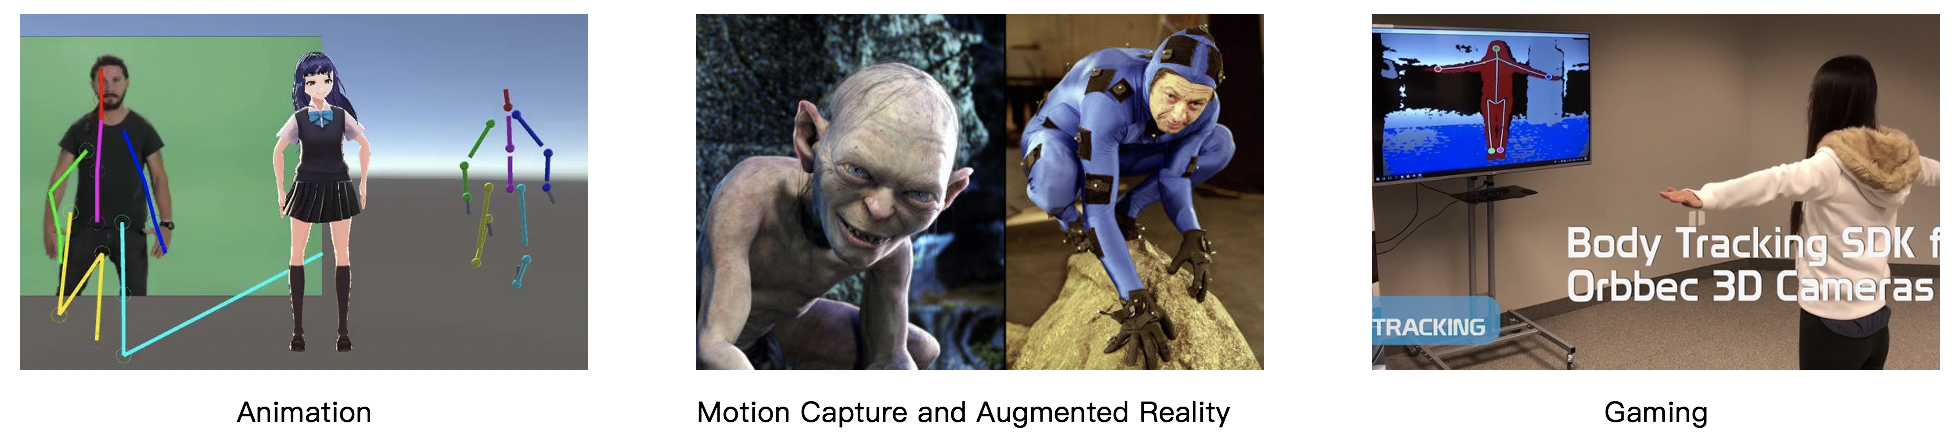 Body Tracking SDK f
Orbbec 3D Cameras
TRACKING
Animation
Motion Capture and Augmented Reality
Gaming